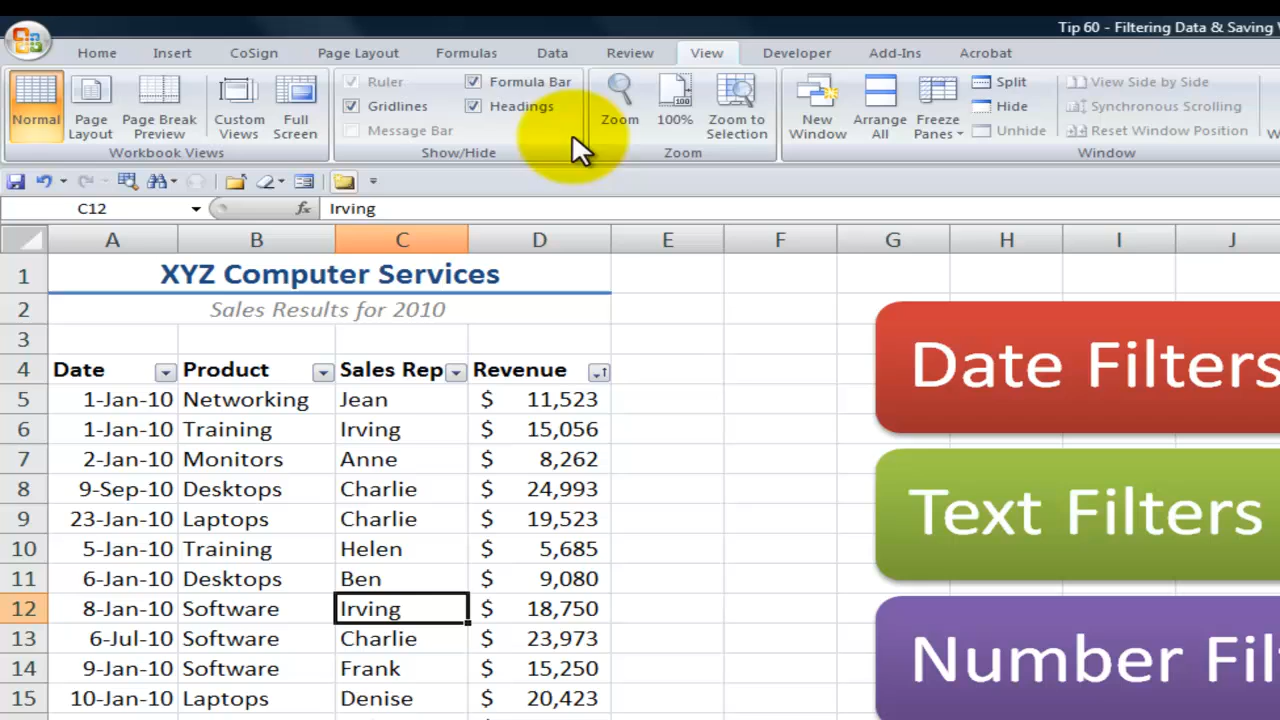 Tip 60 - Filtering Data & Saving
Home Insert CoSign Page Layout Formulas Data Review View Developer Add-Ins Acrobat
Normal Page Layout Page Break Preview Custom Views Full Screen
Workbook Views
Ruler Formula Bar
Gridlines Headings
Message Bar
Show/Hide
Zoom 100% Zoom to Selection
Zoom
New Window Arrange All Freeze Panes
Split View Side by Side
Hide Synchronous Scrolling
Unhide Reset Window Position
Window
C12 fx Irving
A B C D E F G H I J
1 XYZ Computer Services
2 Sales Results for 2010
3
4 Date Product Sales Rep Revenue
5 1-Jan-10 Networking Jean $ 11,523
6 1-Jan-10 Training Irving $ 15,056
7 2-Jan-10 Monitors Anne $ 8,262
8 9-Sep-10 Desktops Charlie $ 24,993
9 23-Jan-10 Laptops Charlie $ 19,523
10 5-Jan-10 Training Helen $ 5,685
11 6-Jan-10 Desktops Ben $ 9,080
12 8-Jan-10 Software Irving $ 18,750
13 6-Jul-10 Software Charlie $ 23,973
14 9-Jan-10 Software Frank $ 15,250
15 10-Jan-10 Laptops Denise $ 20,423
Date Filters
Text Filters
Number Fil